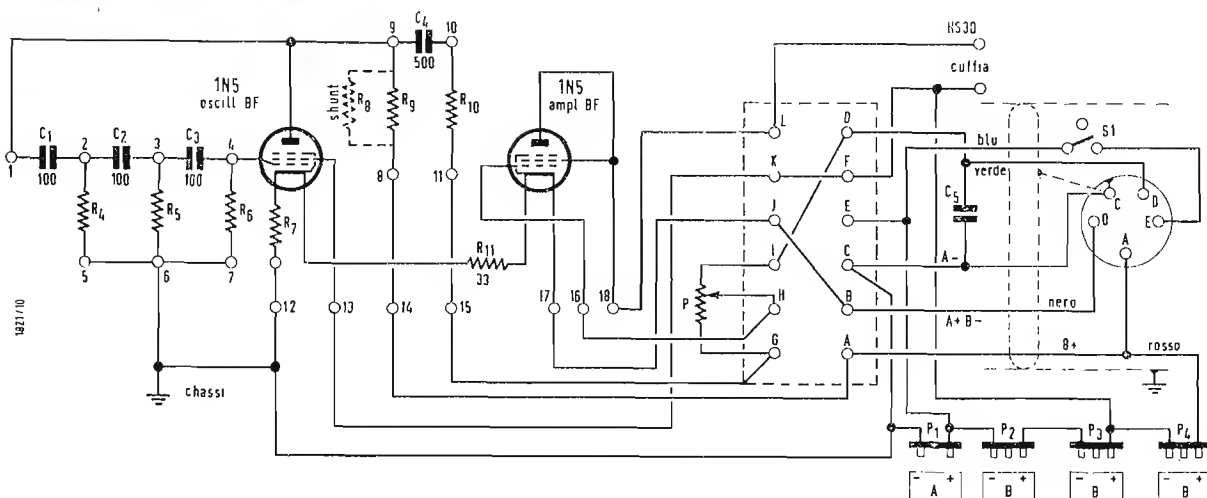 9
C4
10
500
HS30
cuffia
1N5
oscill BF
shunt
R8
R9
R10
1N5
ampl BF
L
D
blu
S1
C1
C2
C3
1
2
3
4
100
100
100
8
11
K
F
verde
C5
C
D
R4
R5
R6
R7
J
E
O
E
R11
33
I
C
A-
A
5
6
7
P
H
B
nero
12
13
14
15
17
16
18
A+ B-
G
A
B+
rosso
1821/10
chassi
P1
P2
P3
P4
- +
- +
- +
- +
A
B
B
B